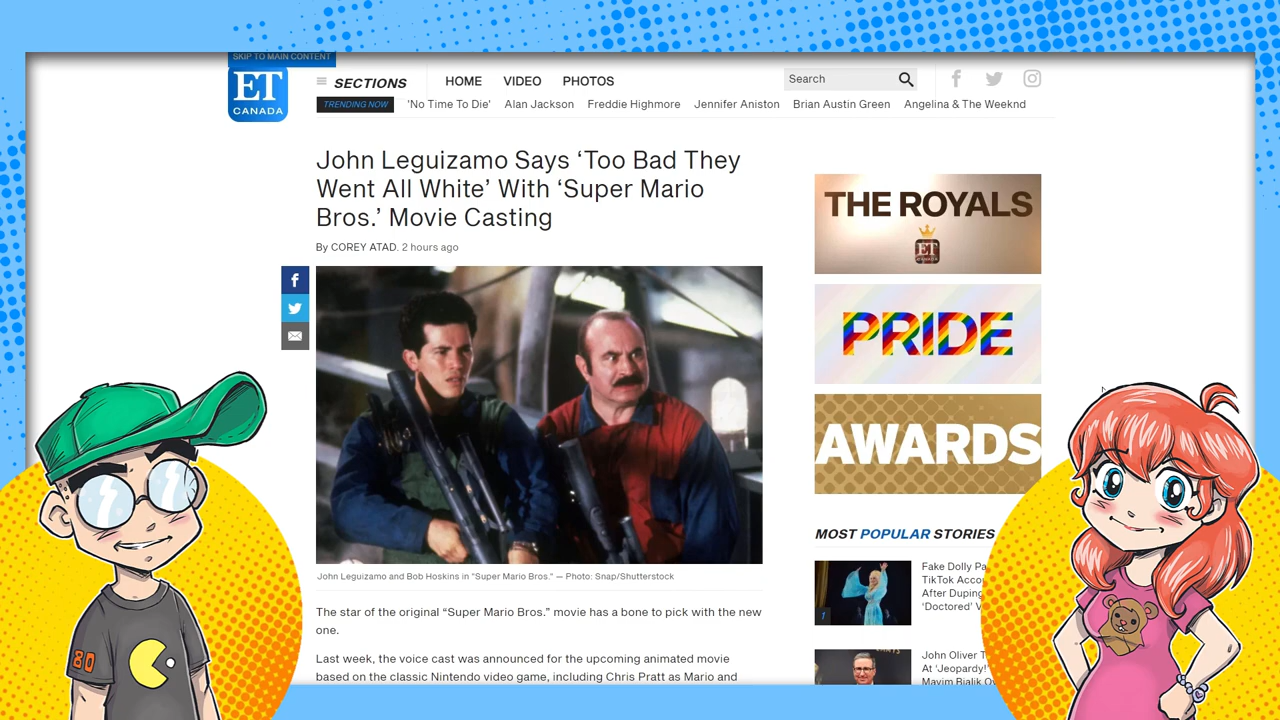 SKIP TO MAIN CONTENT
ET
CANADA
SECTIONS
HOME
VIDEO
PHOTOS
Search
TRENDING NOW
'No Time To Die'
Alan Jackson
Freddie Highmore
Jennifer Aniston
Brian Austin Green
Angelina & The Weeknd
John Leguizamo Says ‘Too Bad They
Went All White’ With ‘Super Mario
Bros.’ Movie Casting
By COREY ATAD. 2 hours ago
John Leguizamo and Bob Hoskins in "Super Mario Bros." — Photo: Snap/Shutterstock
The star of the original “Super Mario Bros.” movie has a bone to pick with the new
one.
Last week, the voice cast was announced for the upcoming animated movie
based on the classic Nintendo video game, including Chris Pratt as Mario and
THE ROYALS
ET
CANADA
PRIDE
AWARDS
MOST POPULAR STORIES
1
Fake Dolly Pa
TikTok Acco
After Duping
‘Doctored’ V
John Oliver T
At ‘Jeopardy!’
Mayim Bialik O
80